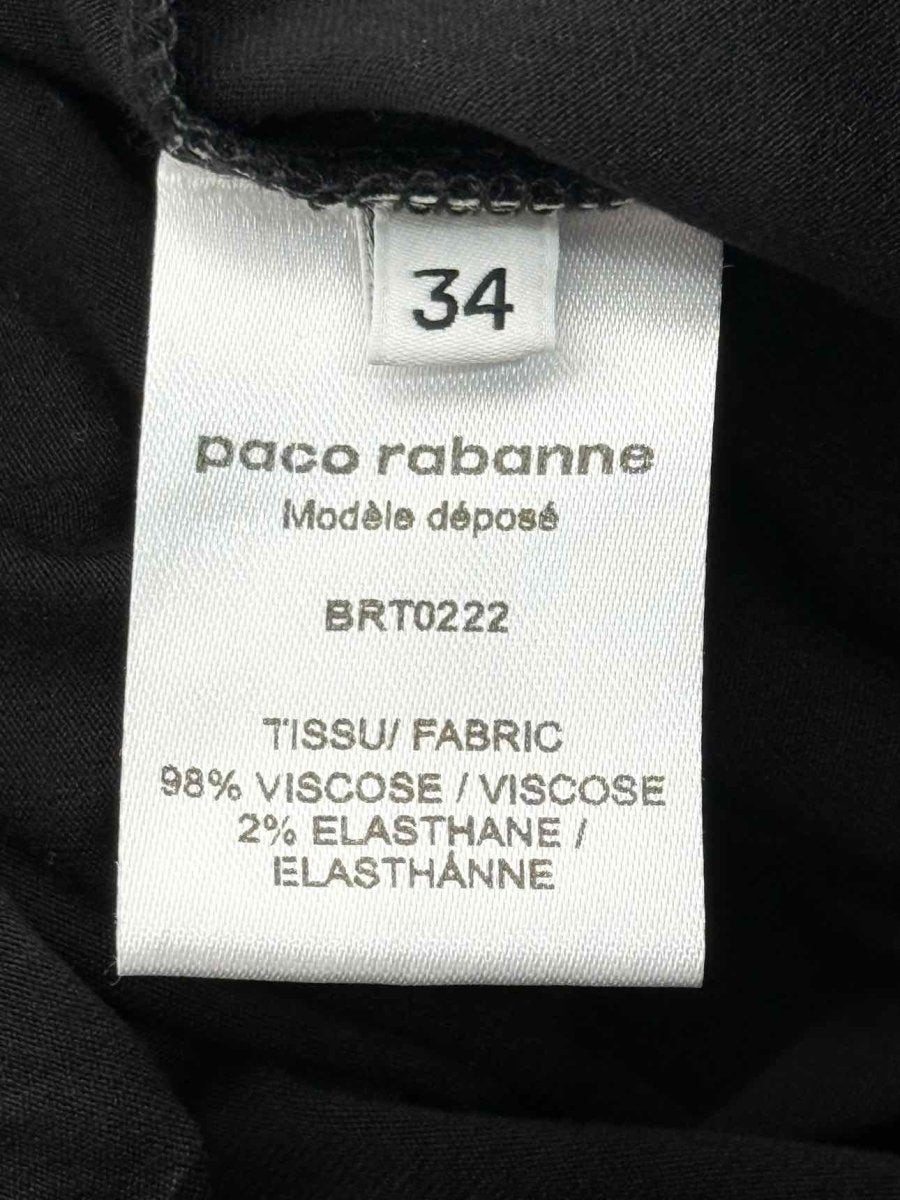 34
paco rabanne
Modèle déposé
BRT0222
TISSU/ FABRIC
98% VISCOSE / VISCOSE
2% ELASTHANE /
ELASTHÁNNE